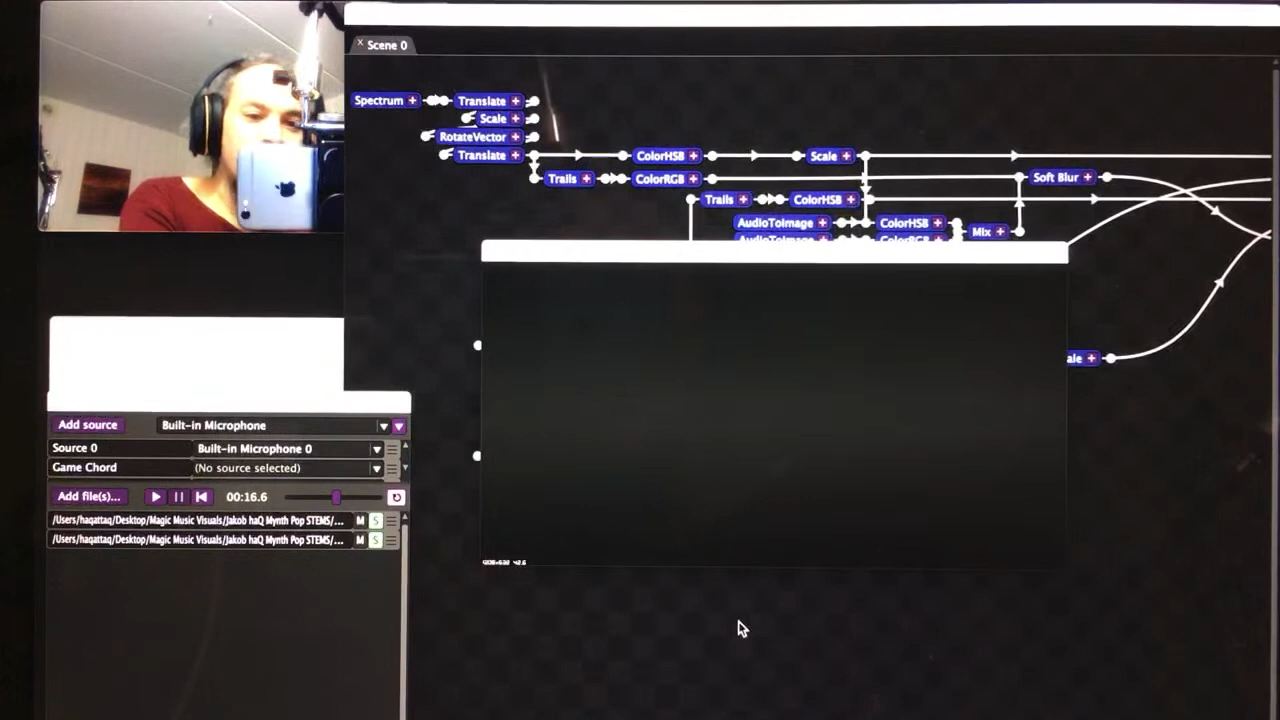 Scene 0
Spectrum
Translate
Scale
RotateVector
Translate
ColorHSB
Scale
Trails
ColorRGB
Soft Blur
Trails
ColorHSB
AudioToImage
ColorHSB
Mix
AudioToImage
ColorRGB
ale
Add source
Built-in Microphone
Source 0
Built-in Microphone 0
Game Chord
(No source selected)
Add file(s)...
00:16.6
/Users/haqattaq/Desktop/Magic Music Visuals/Jakob haQ Mynth Pop STEMS/...
M
S
/Users/haqattaq/Desktop/Magic Music Visuals/Jakob haQ Mynth Pop STEMS/...
M
S